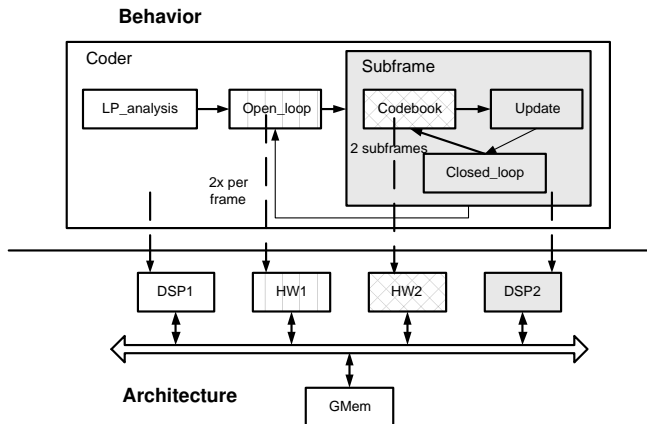 Behavior
Coder
Subframe
LP_analysis
Open_loop
Codebook
Update
2 subframes
Closed_loop
2x per
frame
DSP1
HW1
HW2
DSP2
Architecture
GMem